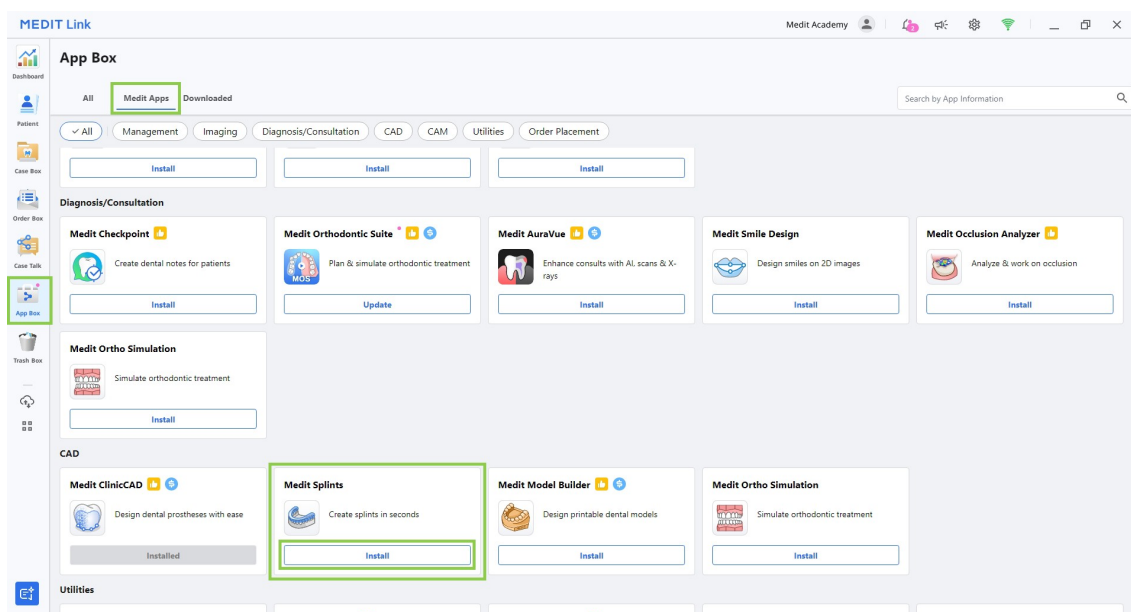 MEDIT Link
Medit Academy
Dashboard
Patient
Case Box
Order Box
Case Talk
App Box
Trash Box
App Box
All
Medit Apps
Downloaded
Search by App Information
All
Management
Imaging
Diagnosis/Consultation
CAD
CAM
Utilities
Order Placement
Install
Install
Install
Diagnosis/Consultation
Medit Checkpoint
Create dental notes for patients
Install
Medit Orthodontic Suite
MOS
Plan & simulate orthodontic treatment
Update
Medit AuraVue
Enhance consults with AI, scans & X-
rays
Install
Medit Smile Design
Design smiles on 2D images
Install
Medit Occlusion Analyzer
Analyze & work on occlusion
Install
Medit Ortho Simulation
Simulate orthodontic treatment
Install
CAD
Medit ClinicCAD
Design dental prostheses with ease
Installed
Medit Splints
Create splints in seconds
Install
Medit Model Builder
Design printable dental models
Install
Medit Ortho Simulation
Simulate orthodontic treatment
Install
Utilities